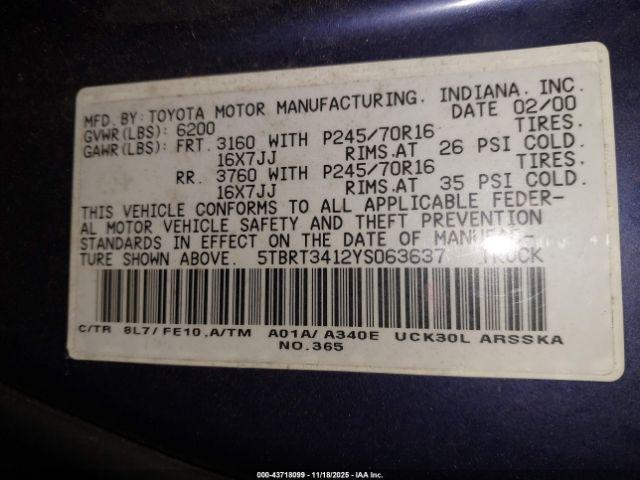 MFD. BY: TOYOTA MOTOR MANUFACTURING, INDIANA, INC.
GVWR(LBS): 6200 DATE 02/00
GAWR(LBS): FRT. 3160 WITH P245/70R16 TIRES.
16X7JJ RIMS.AT 26 PSI COLD.
RR. 3760 WITH P245/70R16 TIRES.
16X7JJ RIMS.AT 35 PSI COLD.
THIS VEHICLE CONFORMS TO ALL APPLICABLE FEDER-
AL MOTOR VEHICLE SAFETY AND THEFT PREVENTION
STANDARDS IN EFFECT ON THE DATE OF MANUFAC-
TURE SHOWN ABOVE. 5TBRT3412YS063637 TRUCK
C/TR 8L7/FE10,A/TM A01A/A340E UCK30L ARSSKA
NO.365
000-43718099 - 11/18/2025 - IAA Inc.